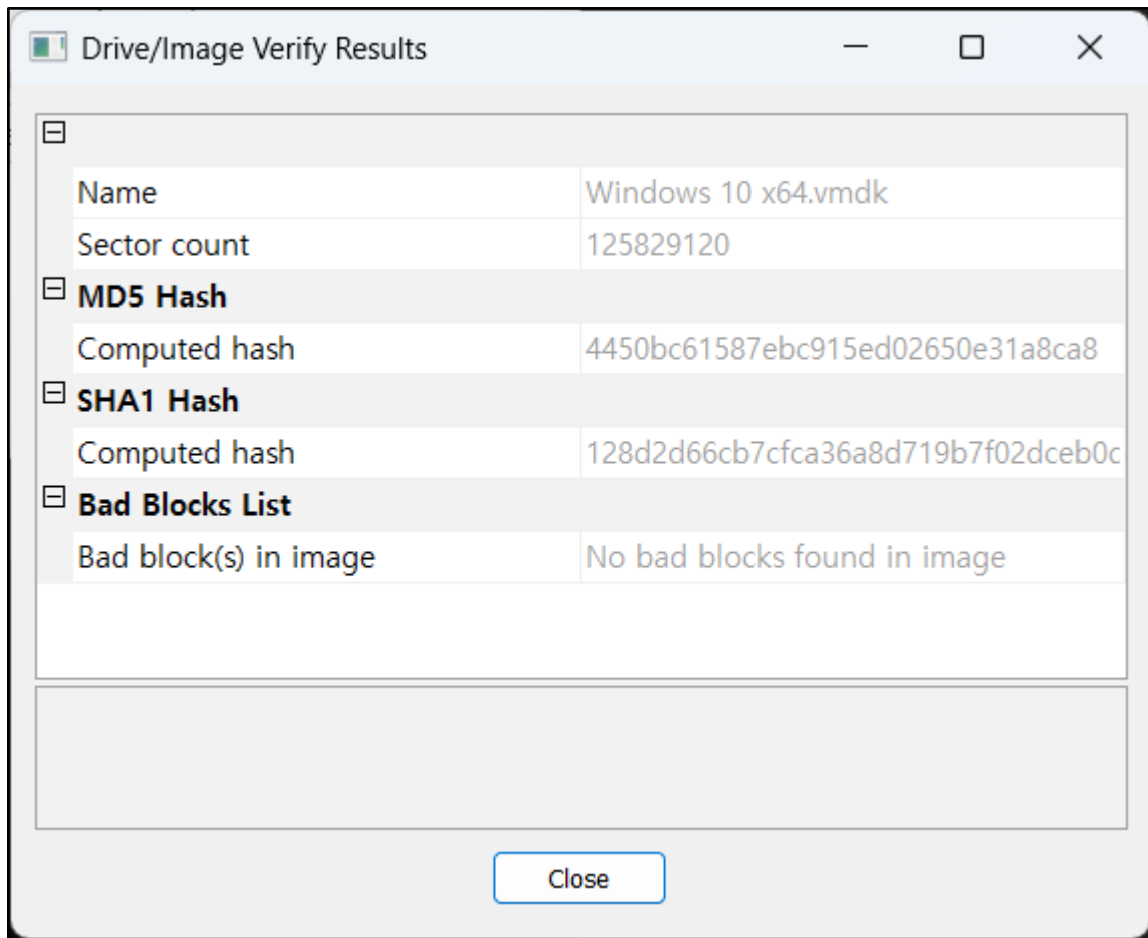 Drive/Image Verify Results
Name Windows 10 x64.vmdk
Sector count 125829120
MD5 Hash
Computed hash 4450bc61587ebc915ed02650e31a8ca8
SHA1 Hash
Computed hash 128d2d66cb7cfca36a8d719b7f02dceb0c
Bad Blocks List
Bad block(s) in image No bad blocks found in image
Close